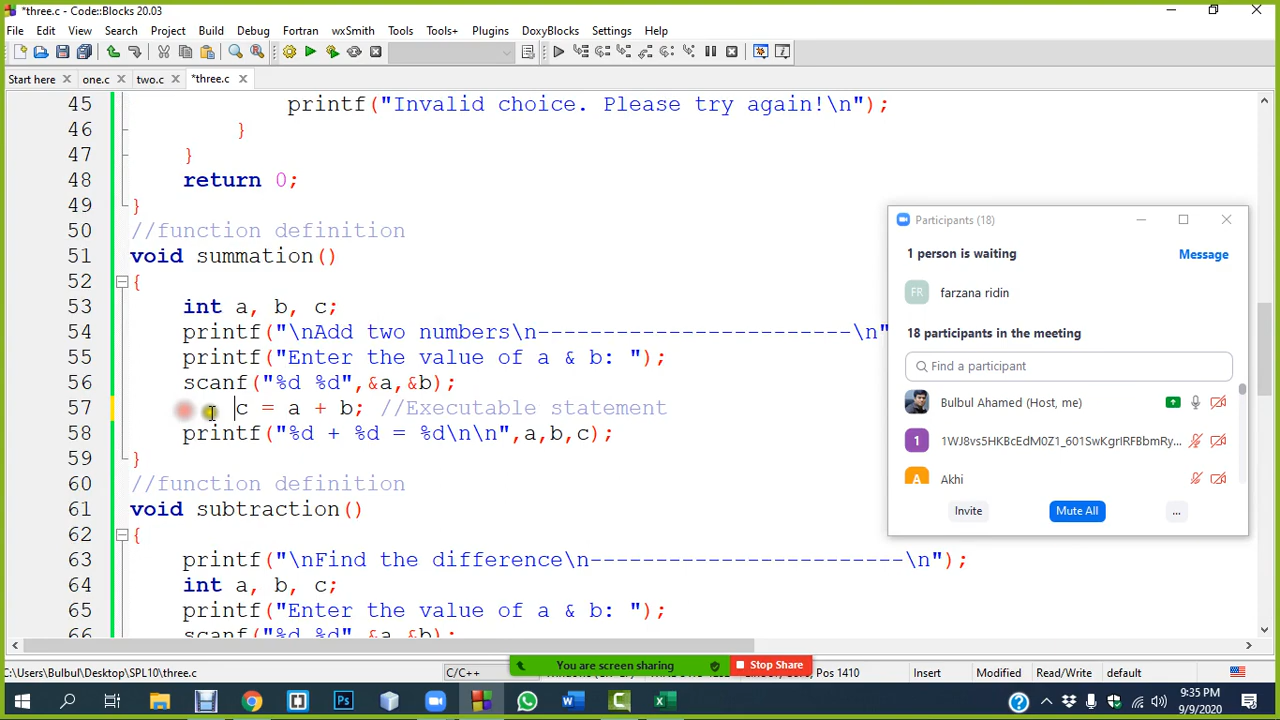 *three.c - Code::Blocks 20.03
File Edit View Search Project Build Debug Fortran wxSmith Tools Tools+ Plugins DoxyBlocks Settings Help
Start here one.c two.c *three.c
45 printf("Invalid choice. Please try again!\n");
46 }
47 }
48 return 0;
49 }
50 //function definition
51 void summation()
52 {
53 int a, b, c;
54 printf("\nAdd two numbers\n------------------------\n"
55 printf("Enter the value of a & b: ");
56 scanf("%d %d",&a,&b);
57 c = a + b; //Executable statement
58 printf("%d + %d = %d\n\n",a,b,c);
59 }
60 //function definition
61 void subtraction()
62 {
63 printf("\nFind the difference\n------------------------\n");
64 int a, b, c;
65 printf("Enter the value of a & b: ");
66 scanf("%d %d",&a,&b);
Participants (18)
1 person is waiting
Message
FR farzana ridin
18 participants in the meeting
Find a participant
Bulbul Ahamed (Host, me)
1 1WJ8vs5HKBcEdM0Z1_601SwKgrIRFBbmRy...
A Akhi
Invite Mute All ...
C:\Users\Bulbul\Desktop\SPL10\three.c C/C++ Pos 1410 Insert Modified Read/Write default
You are screen sharing Stop Share
9:35 PM
9/9/2020